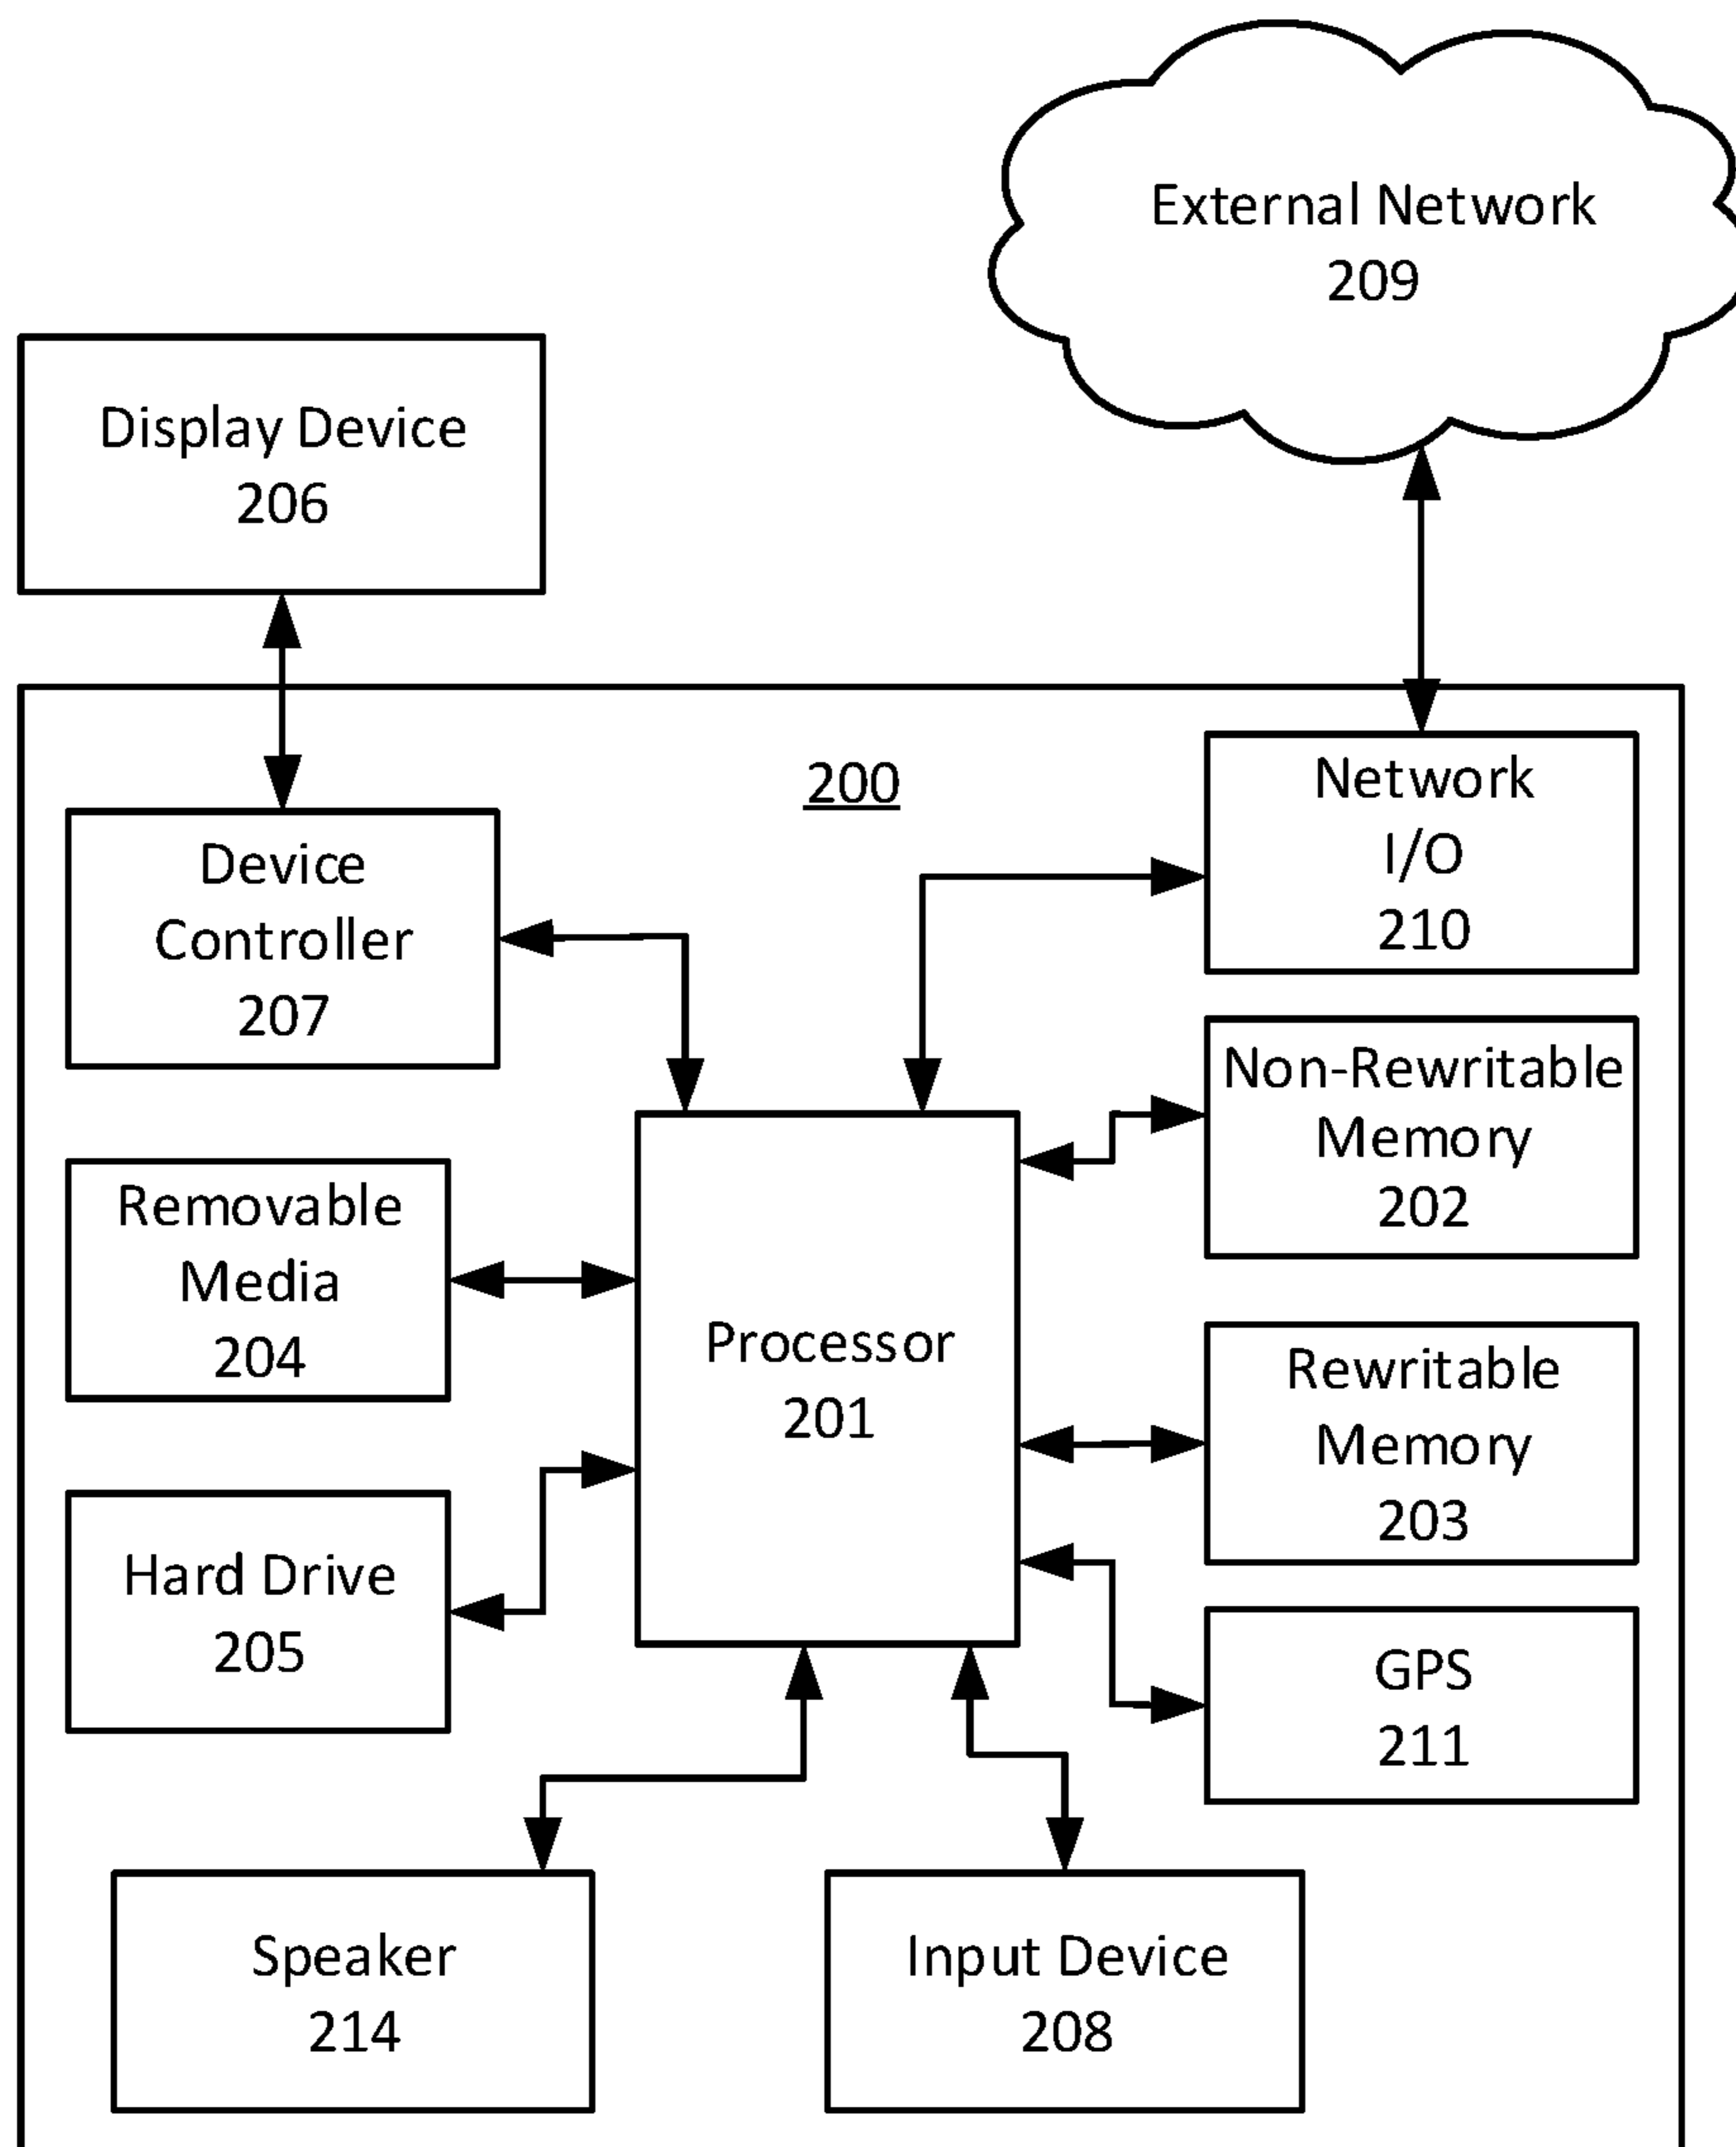 External Network
209
Display Device
206
200
Network
I/O
210
Device
Controller
207
Non-Rewritable
Memory
202
Removable
Media
204
Processor
201
Rewritable
Memory
203
Hard Drive
205
GPS
211
Speaker
214
Input Device
208